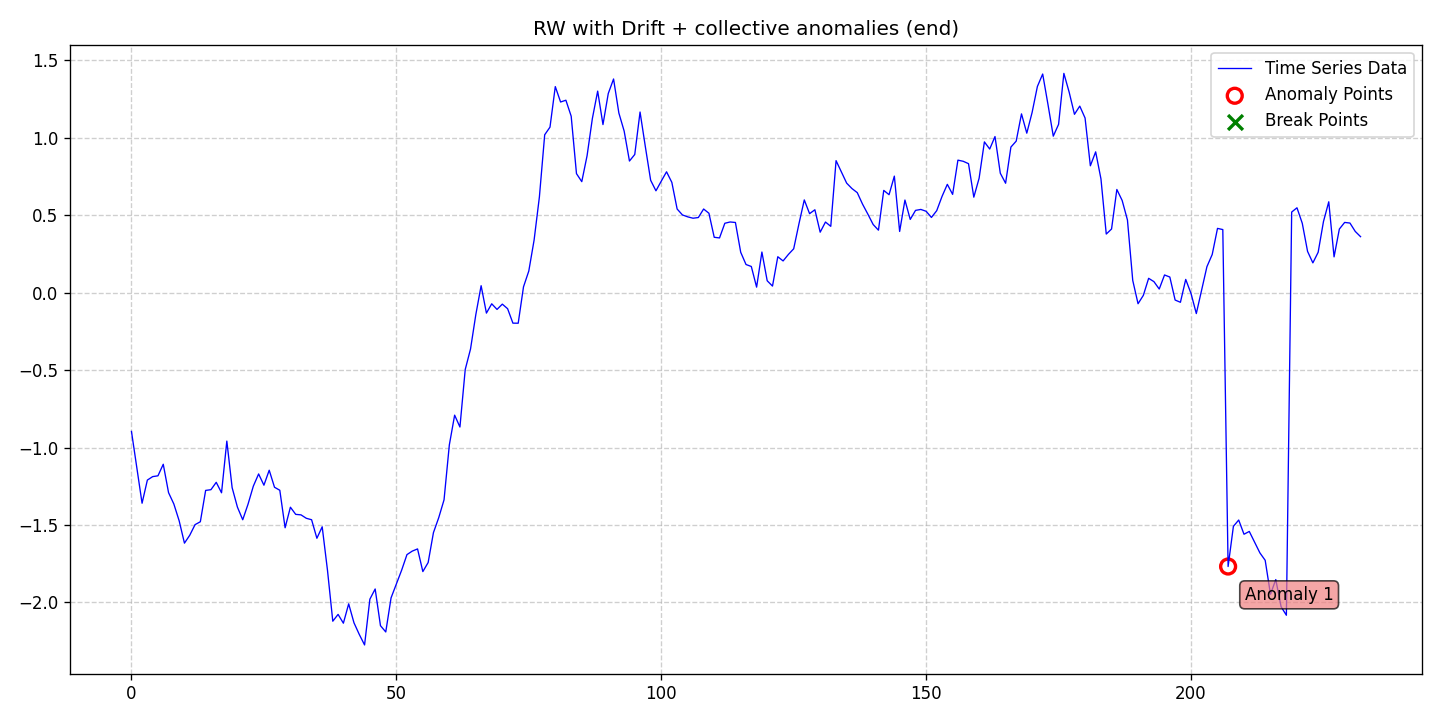 RW with Drift + collective anomalies (end)
Time Series Data
Anomaly Points
Break Points
1.5
1.0
0.5
0.0
−0.5
−1.0
−1.5
−2.0
Anomaly 1
0 50 100 150 200